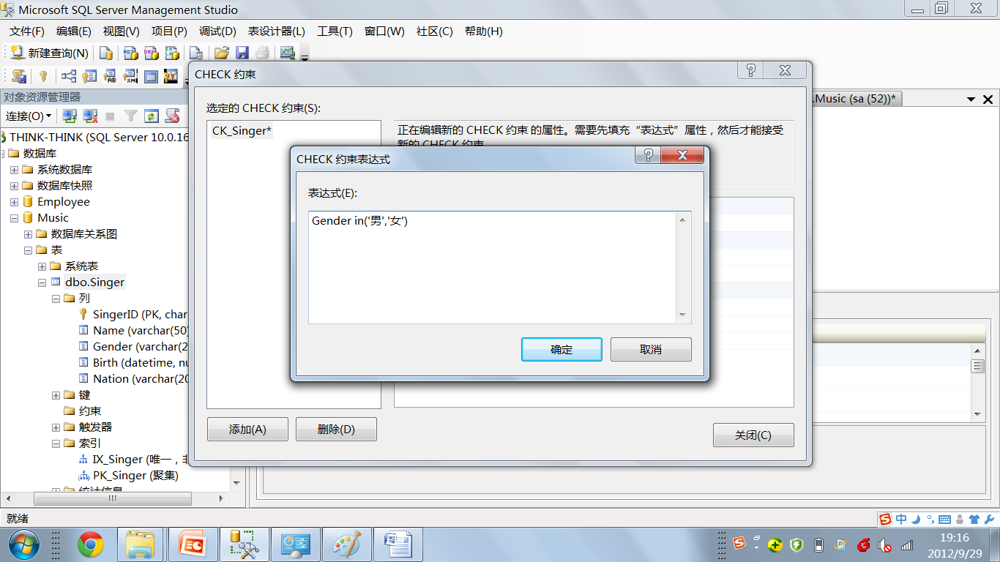 Microsoft SQL Server Management Studio
文件(F) 编辑(E) 视图(V) 项目(P) 调试(D) 表设计器(L) 工具(T) 窗口(W) 社区(C) 帮助(H)
新建查询(N)
CHECK 约束
对象资源管理器
.Music (sa (52))*
连接(O)
选定的 CHECK 约束(S):
THINK-THINK (SQL Server 10.0.16
CK_Singer*
正在编辑新的 CHECK 约束 的属性。需要先填充“表达式”属性，然后才能接受
新的 CHECK 约束
数据库
系统数据库
数据库快照
Employee
Music
数据库关系图
表
系统表
dbo.Singer
列
SingerID (PK, char
Name (varchar(50)
Gender (varchar(2
Birth (datetime, nu
Nation (varchar(20
键
约束
触发器
索引
IX_Singer (唯一，非
PK_Singer (聚集)
统计信息
CHECK 约束表达式
表达式(E):
Gender in('男','女')
确定
取消
添加(A)
删除(D)
关闭(C)
就绪
中
19:16
2012/9/29